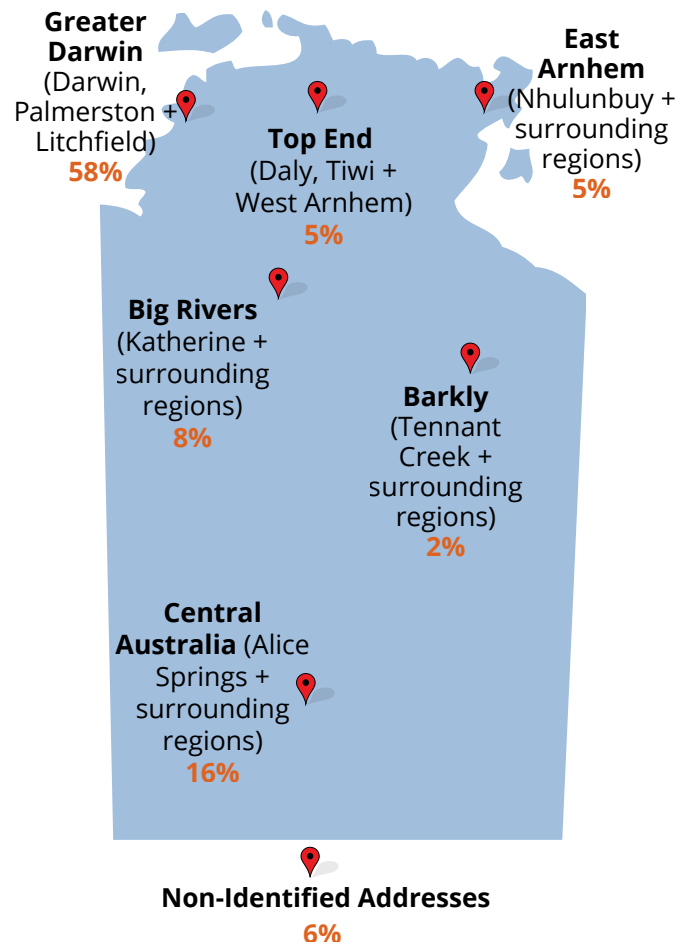 Greater
Darwin
(Darwin,
Palmerston +
Litchfield)
58%
East
Arnhem
(Nhulunbuy +
surrounding
regions)
5%
Top End
(Daly, Tiwi +
West Arnhem)
5%
Big Rivers
(Katherine +
surrounding
regions)
8%
Barkly
(Tennant
Creek +
surrounding
regions)
2%
Central
Australia (Alice
Springs +
surrounding
regions)
16%
Non-Identified Addresses
6%